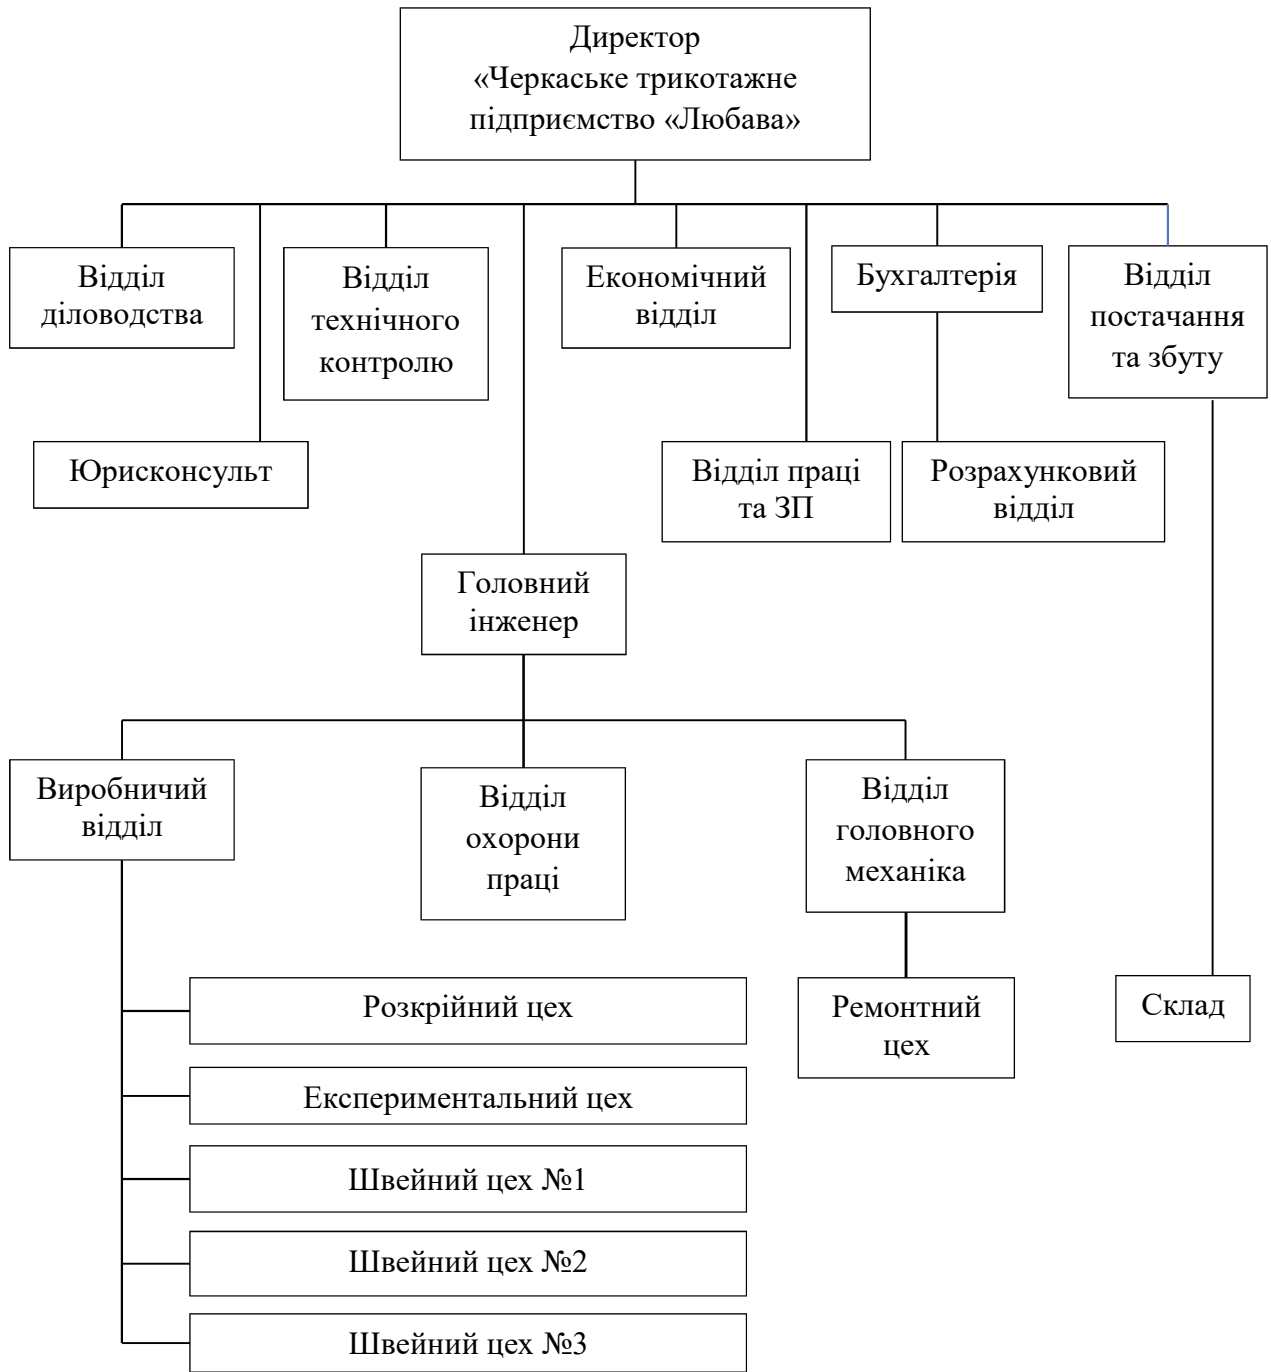 Директор
«Черкаське трикотажне
підприємство «Любава»
Відділ
діловодства
Відділ
технічного
контролю
Економічний
відділ
Бухгалтерія
Відділ
постачання
та збуту
Юрисконсульт
Відділ праці
та ЗП
Розрахунковий
відділ
Головний
інженер
Виробничий
відділ
Відділ
охорони
праці
Відділ
головного
механіка
Розкрійний цех
Ремонтний
цех
Склад
Експериментальний цех
Швейний цех №1
Швейний цех №2
Швейний цех №3